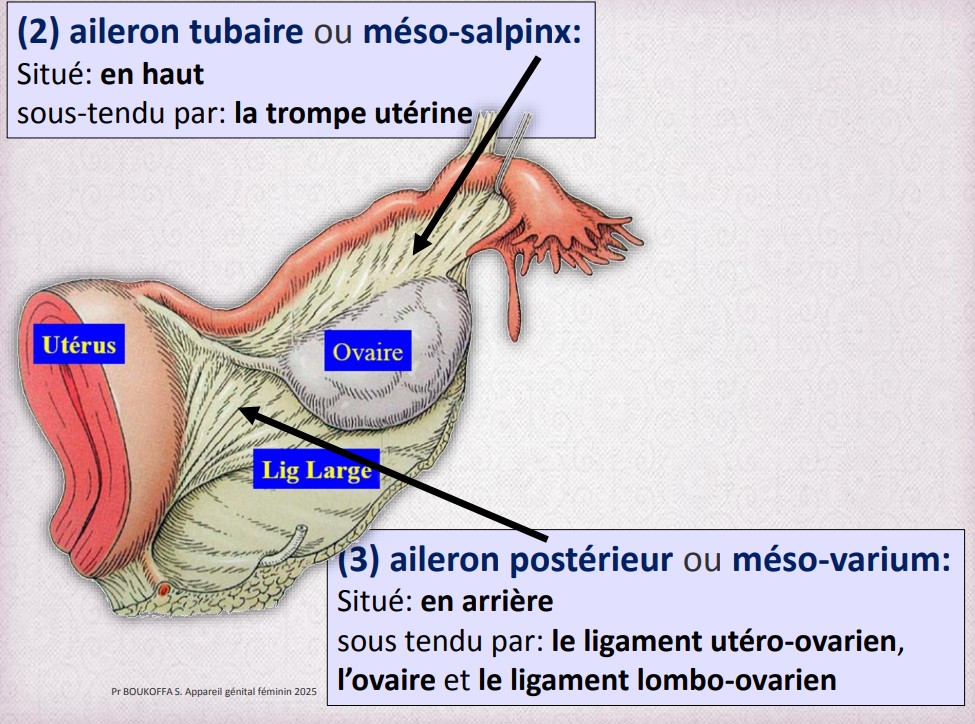 (2) aileron tubaire ou méso-salpinx:
Situé: en haut
sous-tendu par: la trompe utérine
Utérus
Ovaire
Lig Large
(3) aileron postérieur ou méso-varium:
Situé: en arrière
sous tendu par: le ligament utéro-ovarien,
l'ovaire et le ligament lombo-ovarien
Pr BOUKOFFA S. Appareil génital féminin 2025